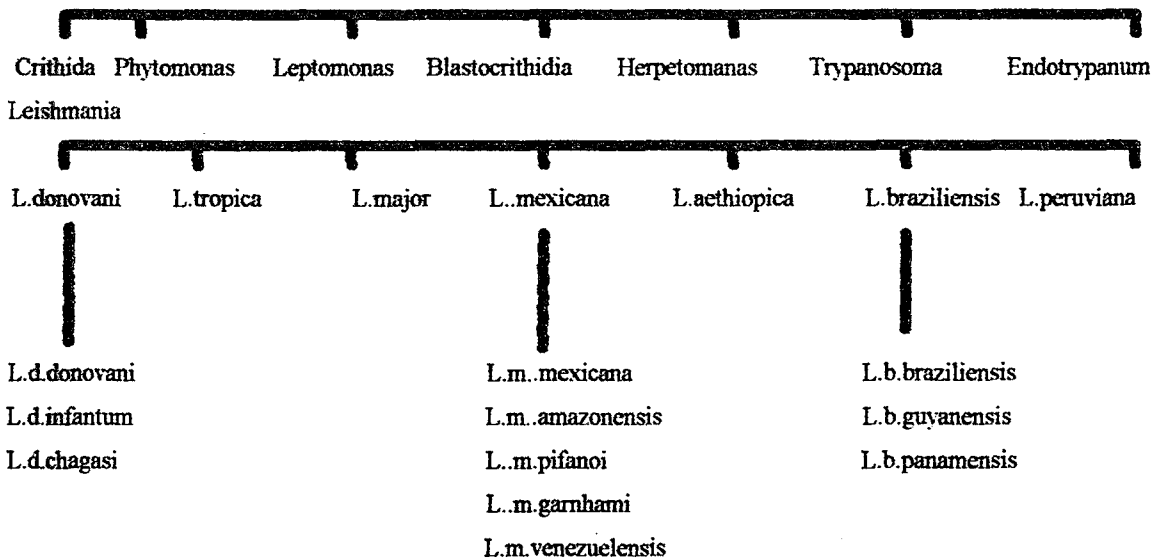 Crithida Phytomonas Leptomonas Blastocrithidia Herpetomanas Trypanosoma Endotrypanum
Leishmania
L.donovani L.tropica L.major L..mexicana L.aethiopica L.braziliensis L.peruviana
L.d.donovani L.m..mexicana L.b.braziliensis
L.d.infantum L.m..amazonensis L.b.guyanensis
L.d.chagasi L..m.pifanoi L.b.panamensis
L..m.garnhami
L.m.venezuelensis